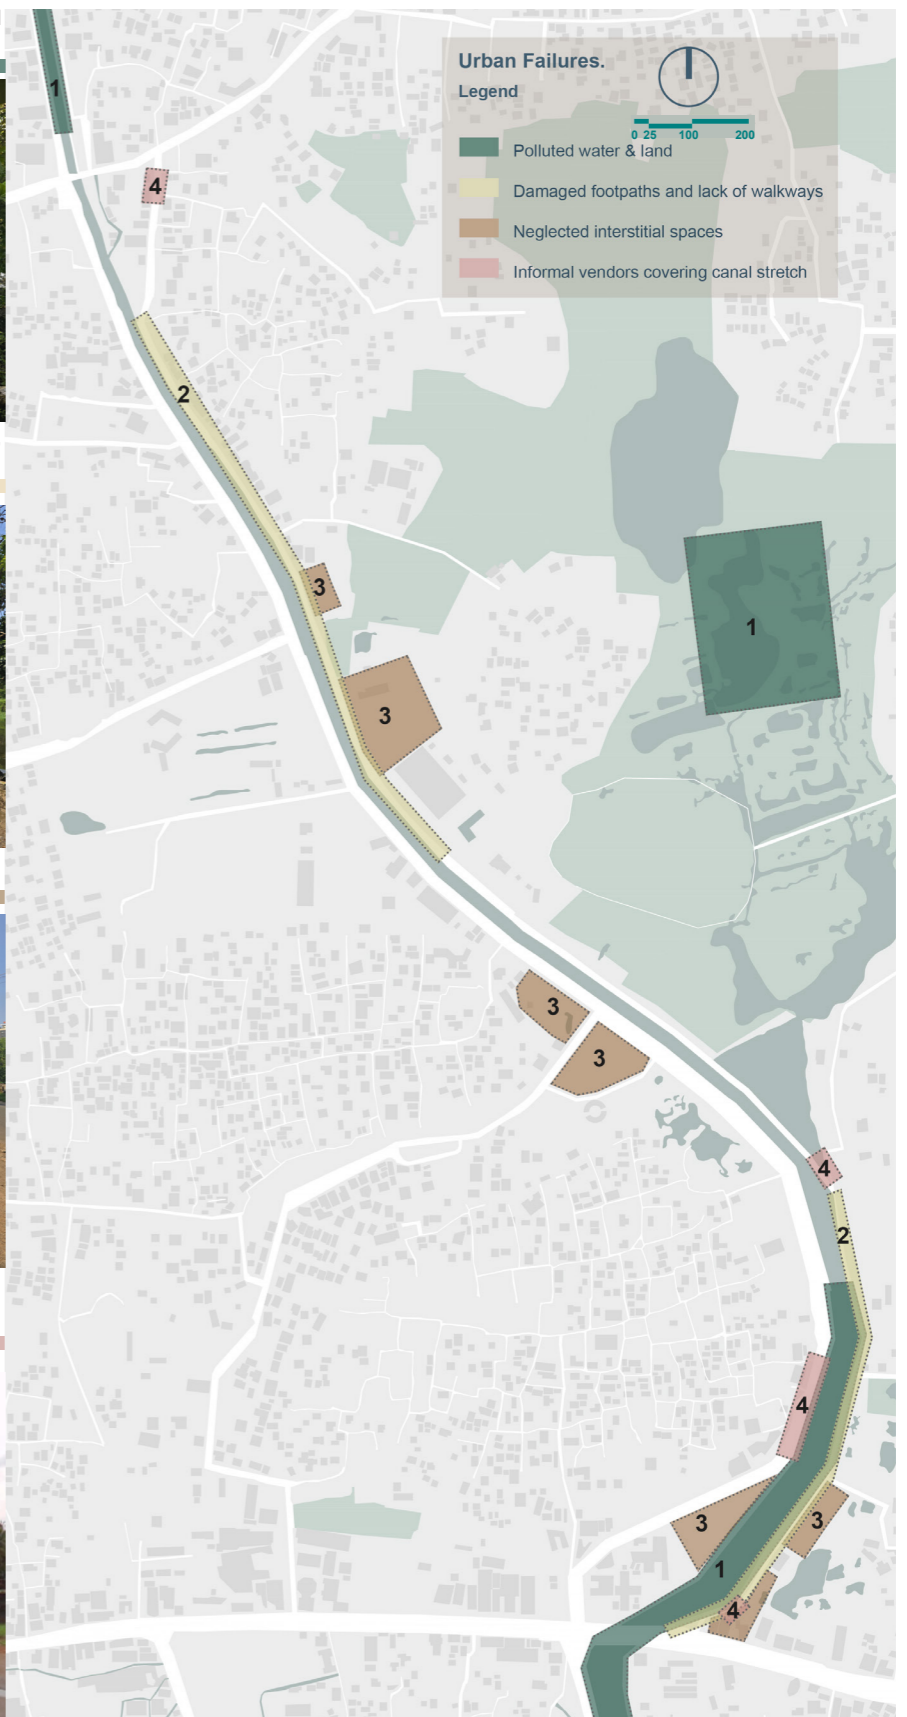 Urban Failures.
Legend
0 25 100 200
Polluted water & land
Damaged footpaths and lack of walkways
Neglected interstitial spaces
Informal vendors covering canal stretch
1
4
2
3
1
3
3
3
4
2
4
3
3
1
4